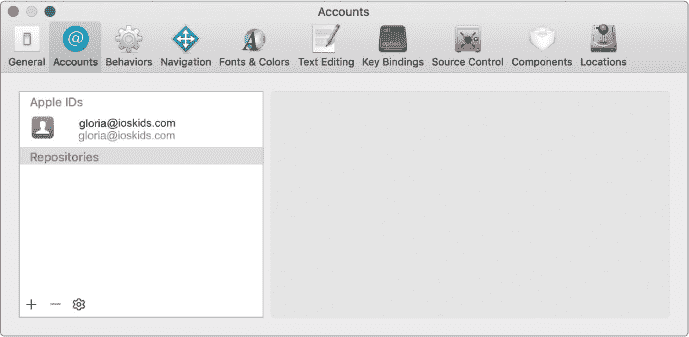 Accounts
General Accounts Behaviors Navigation Fonts & Colors Text Editing Key Bindings Source Control Components Locations
Apple IDs
gloria@ioskids.com
gloria@ioskids.com
Repositories